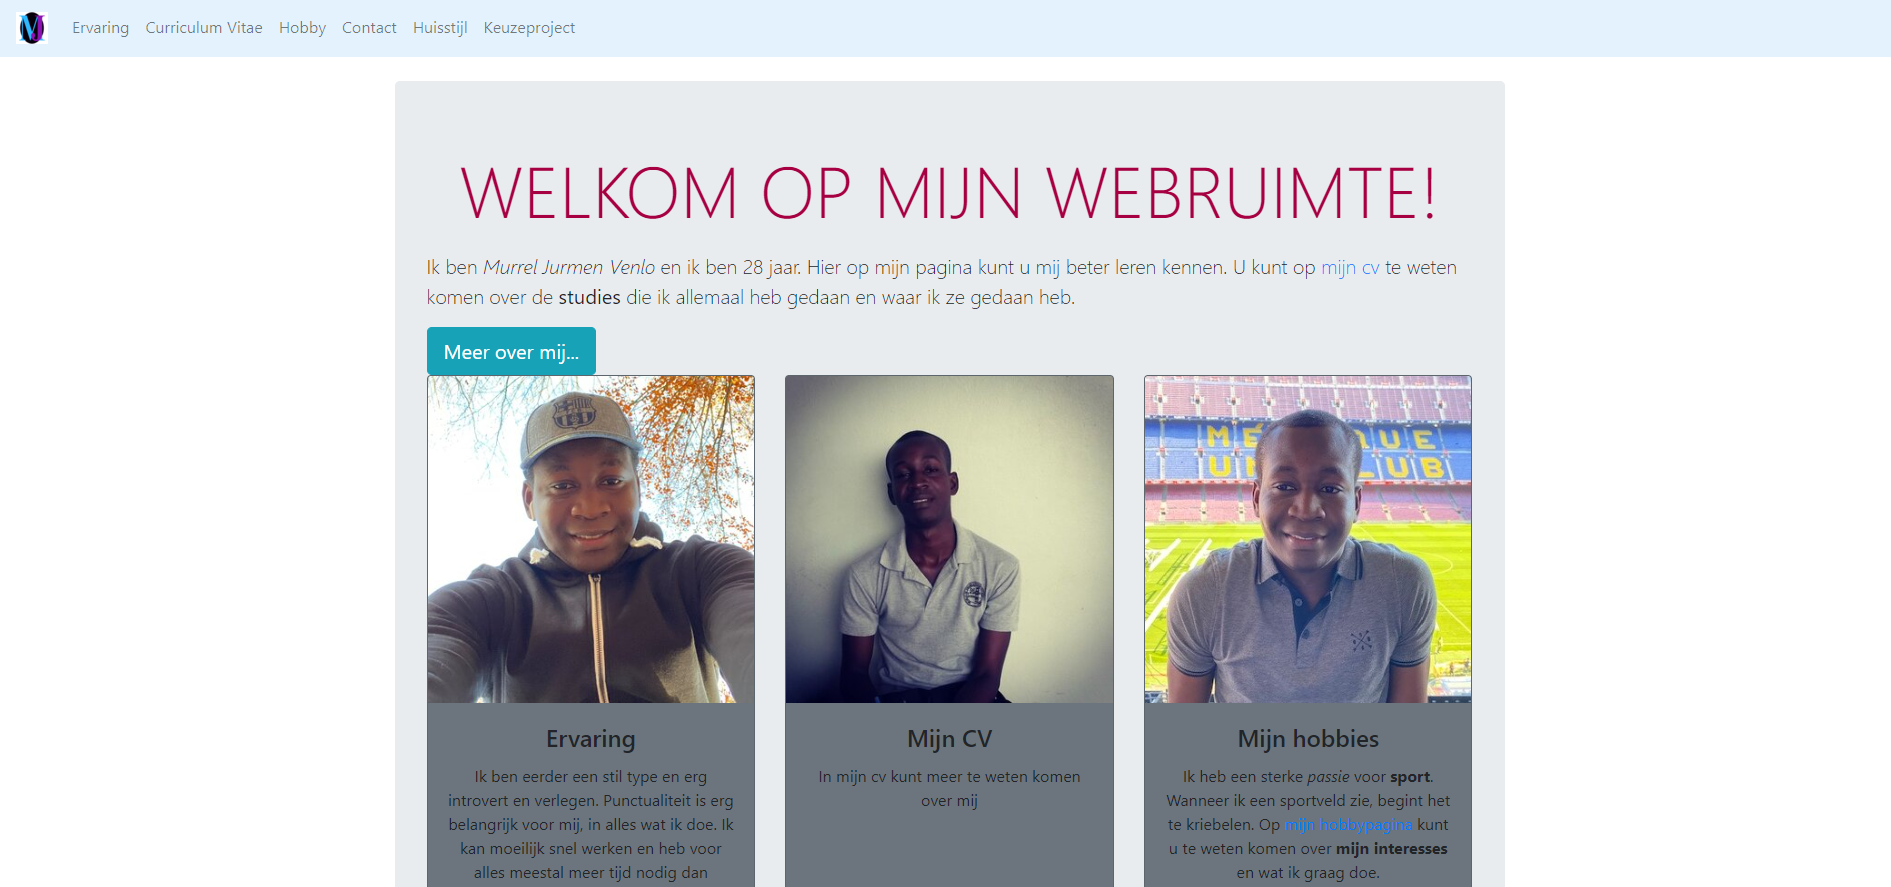 Ervaring Curriculum Vitae Hobby Contact Huisstijl Keuzeproject
WELKOM OP MIJN WEBRUIMTE!
Ik ben Murrel Jurmen Venlo en ik ben 28 jaar. Hier op mijn pagina kunt u mij beter leren kennen. U kunt op mijn cv te weten
komen over de studies die ik allemaal heb gedaan en waar ik ze gedaan heb.
Meer over mij...
Ervaring
Ik ben eerder een stil type en erg
introvert en verlegen. Punctualiteit is erg
belangrijk voor mij, in alles wat ik doe. Ik
kan moeilijk snel werken en heb voor
alles meestal meer tijd nodig dan
Mijn CV
In mijn cv kunt meer te weten komen
over mij
Mijn hobbies
Ik heb een sterke passie voor sport.
Wanneer ik een sportveld zie, begint het
te kriebelen. Op mijn hobbypagina kunt
u te weten komen over mijn interesses
en wat ik graag doe.